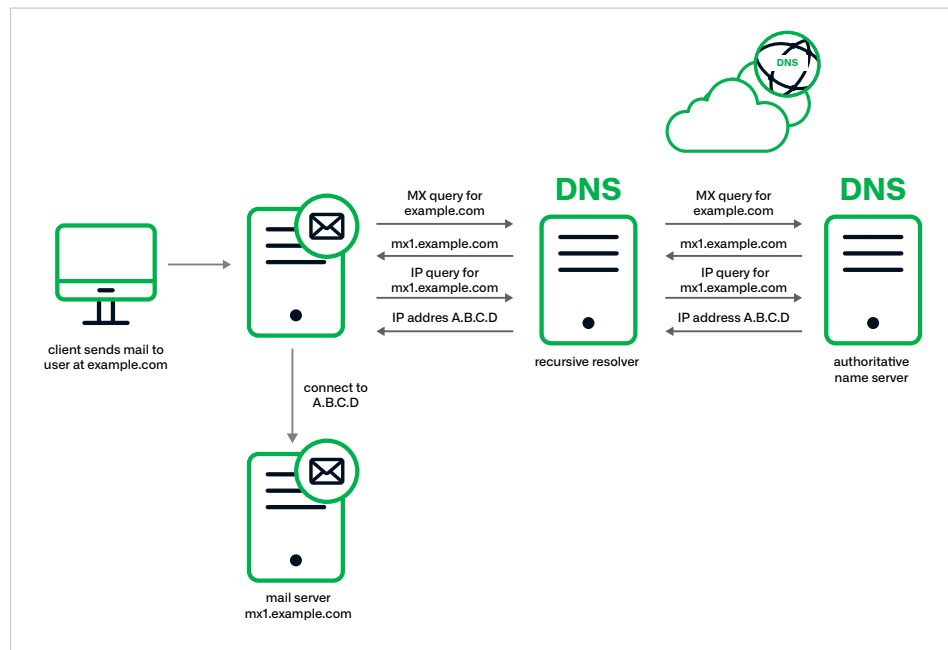 DNS
DNS
DNS
MX query for
example.com
mx1.example.com
IP query for
mx1.example.com
IP addres A.B.C.D
MX query for
example.com
mx1.example.com
IP query for
mx1.example.com
IP address A.B.C.D
client sends mail to
user at example.com
recursive resolver
authoritative
name server
connect to
A.B.C.D
mail server
mx1.example.com